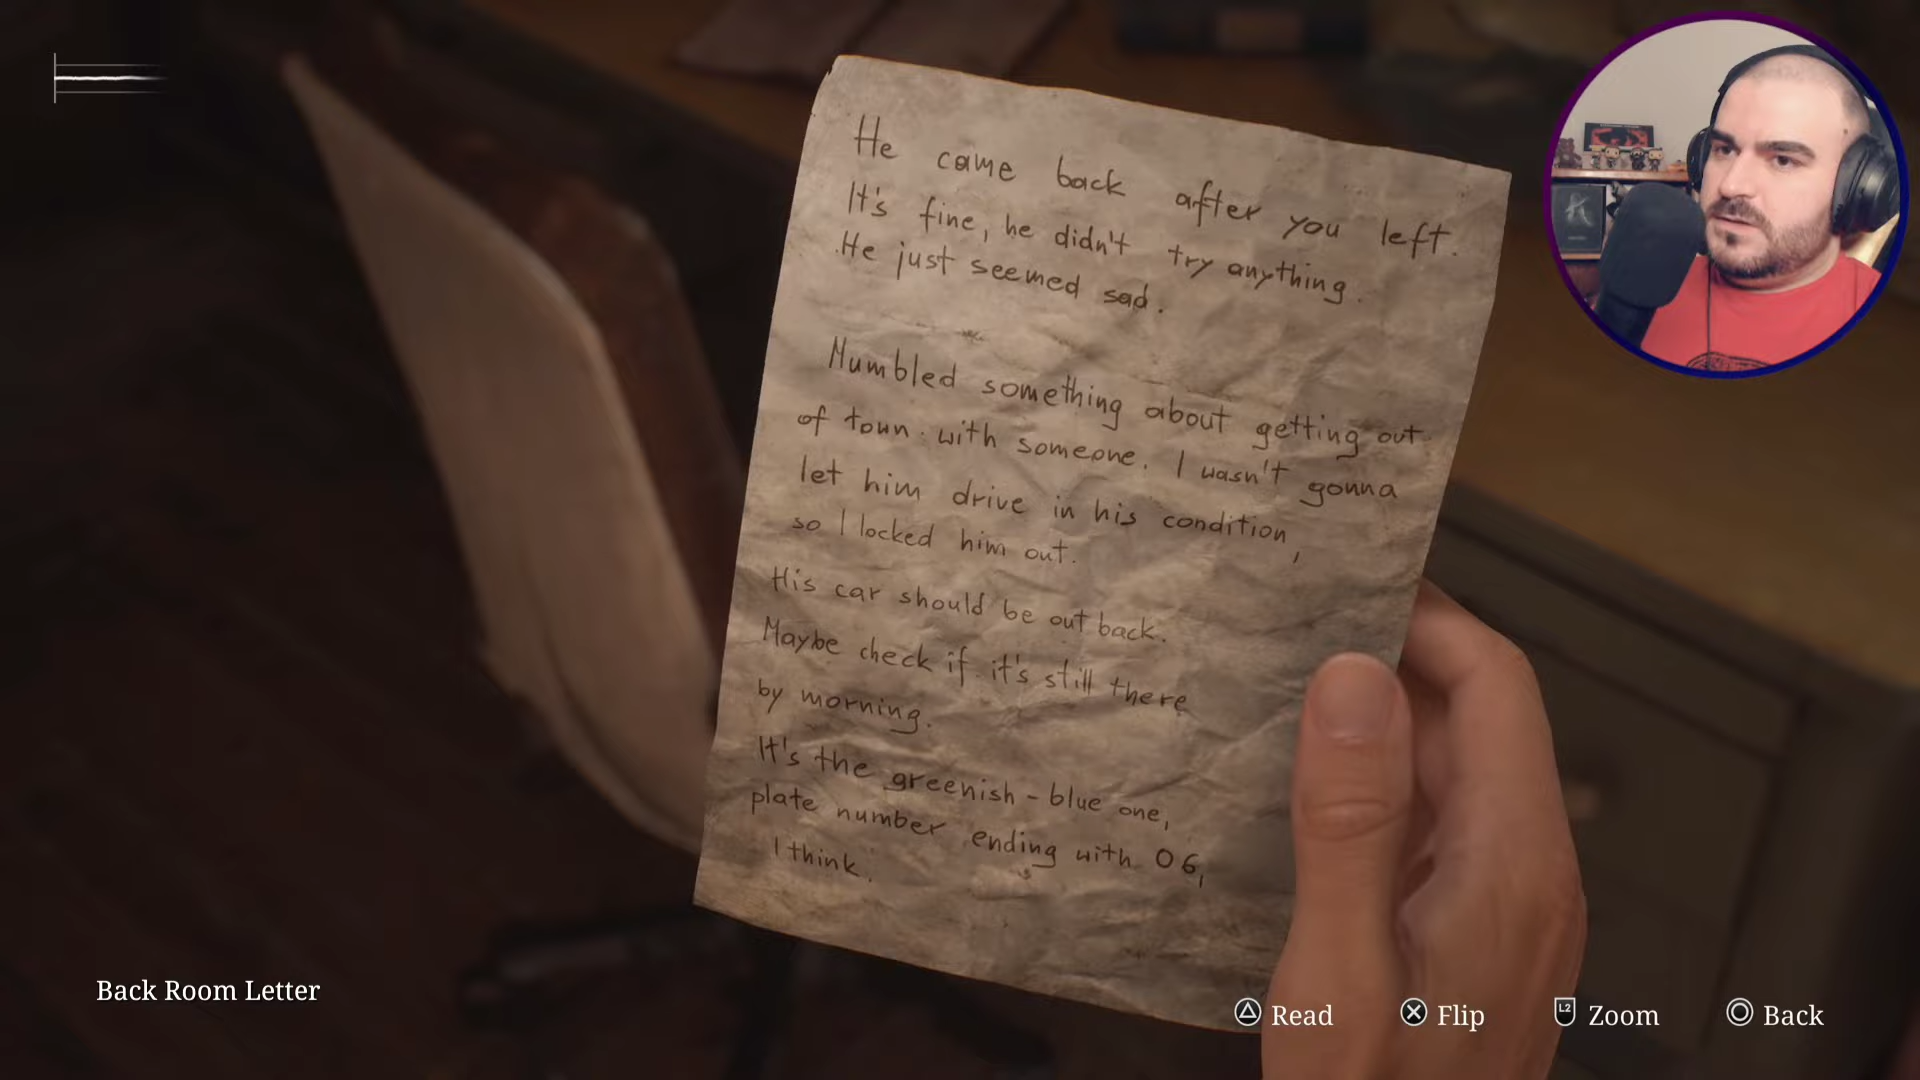 He came back after you left.
It's fine, he didn't try anything.
He just seemed sad.
Mumbled something about getting out
of town with someone. I wasn't gonna
let him drive in his condition,
so I locked him out.
His car should be out back.
Maybe check if it's still there
by morning.
It's the greenish-blue one,
plate number ending with 06,
I think.
Back Room Letter
Read Flip L2 Zoom Back